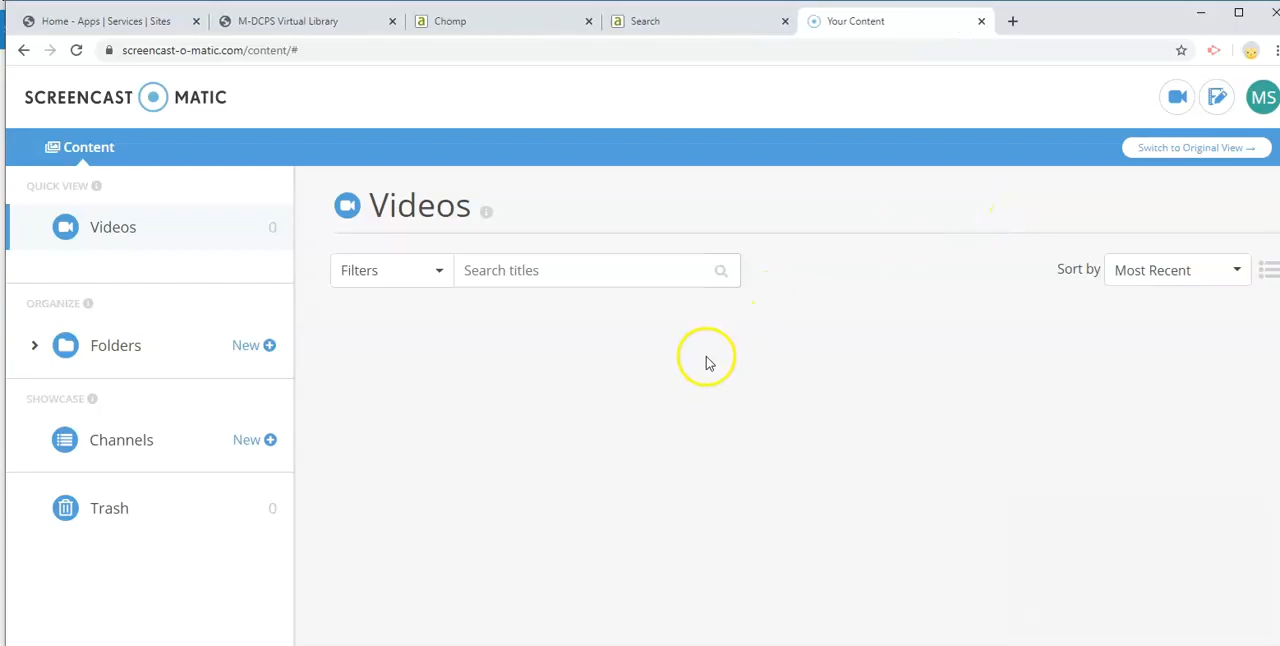 Home - Apps | Services | Sites
M-DCPS Virtual Library
Chomp
Search
Your Content
screencast-o-matic.com/content/#
SCREENCAST MATIC
MS
Content
Switch to Original View →
QUICK VIEW
Videos 0
ORGANIZE
Folders New
SHOWCASE
Channels New
Trash 0
Videos
Filters
Search titles
Sort by
Most Recent